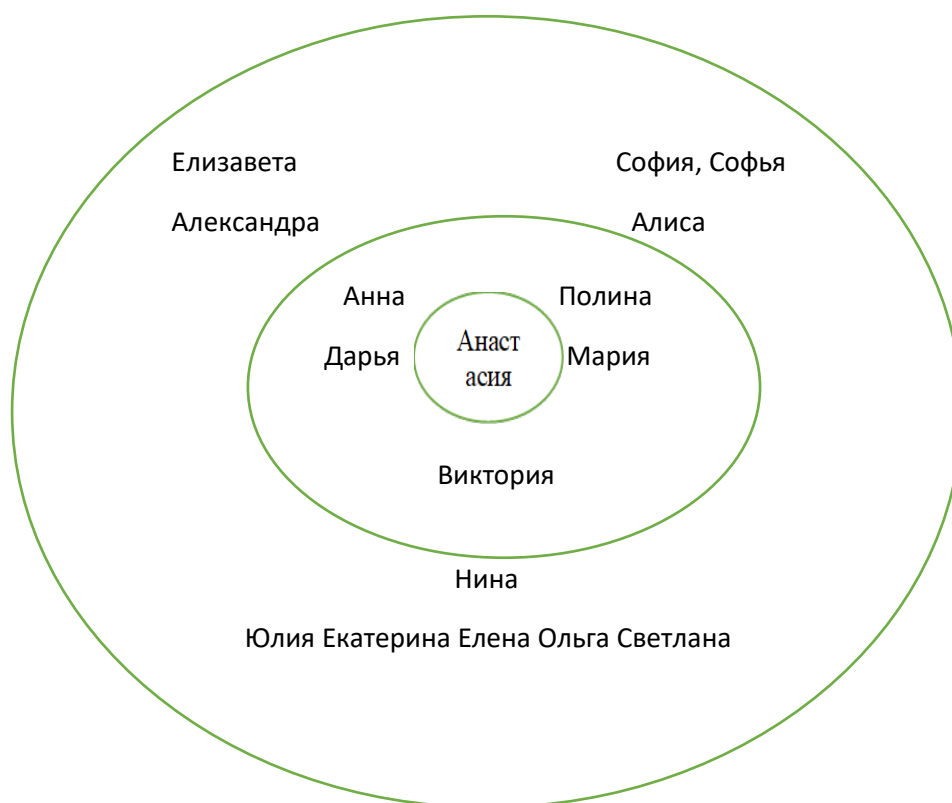 Елизавета София, Софья
Александра Алиса
Анна Полина
Анаст
асия
Дарья Мария
Виктория
Нина
Юлия Екатерина Елена Ольга Светлана